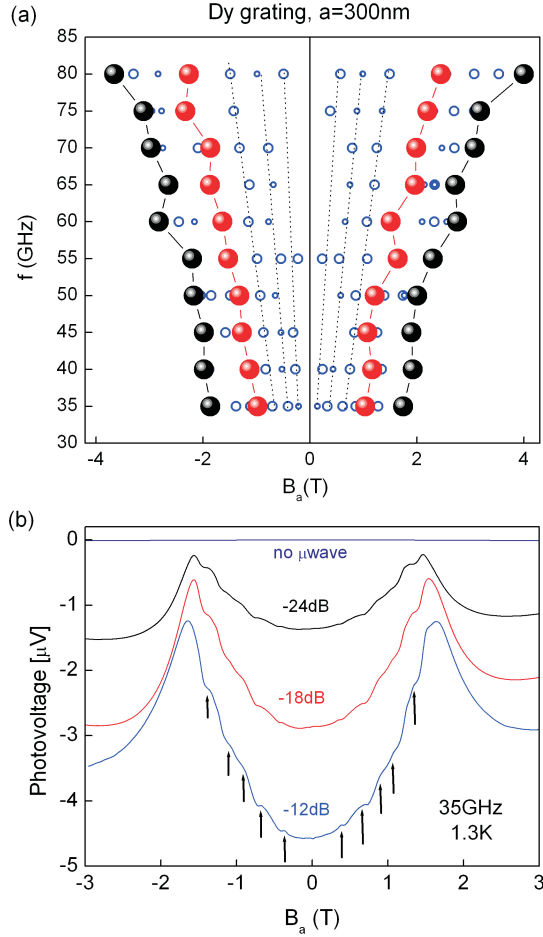 (a) Dy grating, a=300nm
85
80
75
70
65
60
55
50
45
40
35
30
f (GHz)
-4 -2 0 2 4
Bₐ(T)
(b)
0
-1
-2
-3
-4
-5
Photovoltage [μV]
no μwave
-24dB
-18dB
-12dB
35GHz
1.3K
-3 -2 -1 0 1 2 3
Bₐ (T)